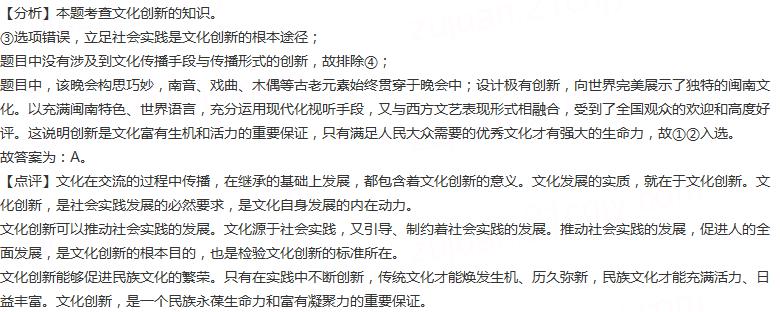 【分析】本题考查文化创新的知识。
③选项错误，立足社会实践是文化创新的根本途径；
题目中没有涉及到文化传播手段与传播形式的创新，故排除④；
题目中，该晚会构思巧妙，南音、戏曲、木偶等古老元素始终贯穿于晚会中；设计极有创新，向世界完美展示了独特的闽南文
化。以充满闽南特色、世界语言，充分运用现代化视听手段，又与西方文艺表现形式相融合，受到了全国观众的欢迎和高度好
评。这说明创新是文化富有生机和活力的重要保证，只有满足人民大众需要的优秀文化才有强大的生命力，故①②入选。
故答案为：A。
【点评】文化在交流的过程中传播，在继承的基础上发展，都包含着文化创新的意义。文化发展的实质，就在于文化创新。文
化创新，是社会实践发展的必然要求，是文化自身发展的内在动力。
文化创新可以推动社会实践的发展。文化源于社会实践，又引导、制约着社会实践的发展。推动社会实践的发展，促进人的全
面发展，是文化创新的根本目的，也是检验文化创新的标准所在。
文化创新能够促进民族文化的繁荣。只有在实践中不断创新，传统文化才能焕发生机、历久弥新，民族文化才能充满活力、日
益丰富。文化创新，是一个民族永葆生命力和富有凝聚力的重要保证。